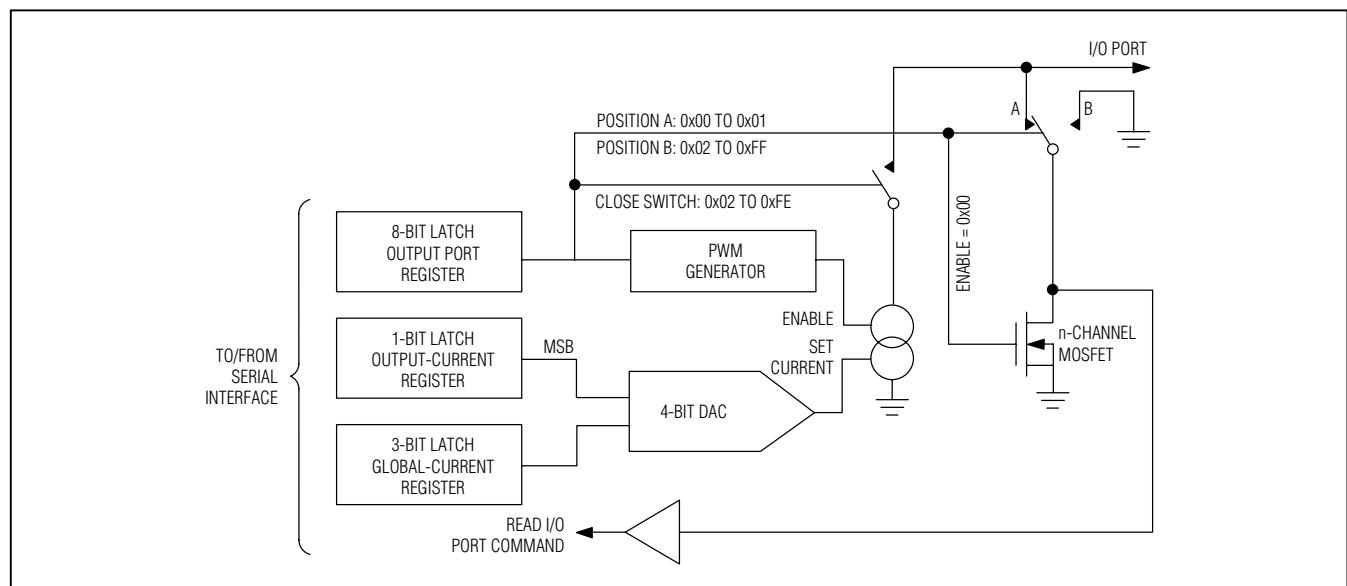 I/O PORT
A
B
POSITION A: 0x00 TO 0x01
POSITION B: 0x02 TO 0xFF
CLOSE SWITCH: 0x02 TO 0xFE
ENABLE = 0x00
8-BIT LATCH
OUTPUT PORT
REGISTER
PWM
GENERATOR
ENABLE
SET
CURRENT
n-CHANNEL
MOSFET
TO/FROM
SERIAL
INTERFACE
1-BIT LATCH
OUTPUT-CURRENT
REGISTER
MSB
4-BIT DAC
3-BIT LATCH
GLOBAL-CURRENT
REGISTER
READ I/O
PORT COMMAND